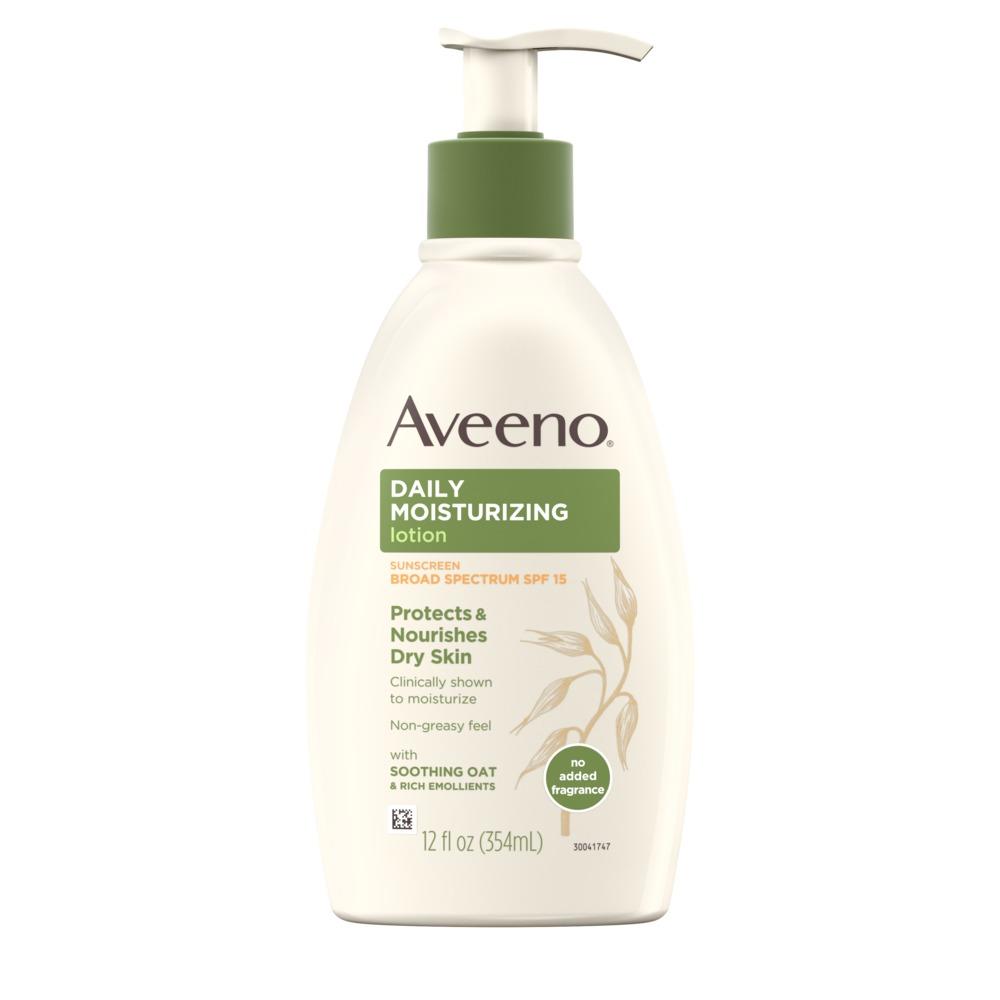 Aveeno®
DAILY
MOISTURIZING
lotion
SUNSCREEN
BROAD SPECTRUM SPF 15
Protects &
Nourishes
Dry Skin
Clinically shown
to moisturize
Non-greasy feel
with
SOOTHING OAT
& RICH EMOLLIENTS
no
added
fragrance
12 fl oz (354mL)
30041747